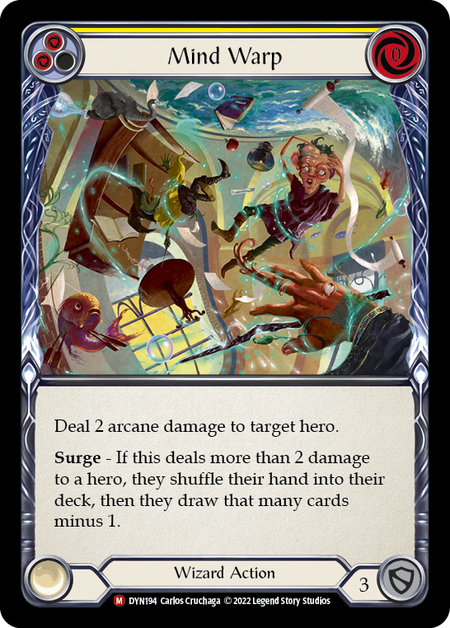 Mind Warp
0
Deal 2 arcane damage to target hero.
Surge - If this deals more than 2 damage
to a hero, they shuffle their hand into their
deck, then they draw that many cards
minus 1.
Wizard Action
3
M DYN194 Carlos Cruchaga © 2022 Legend Story Studios